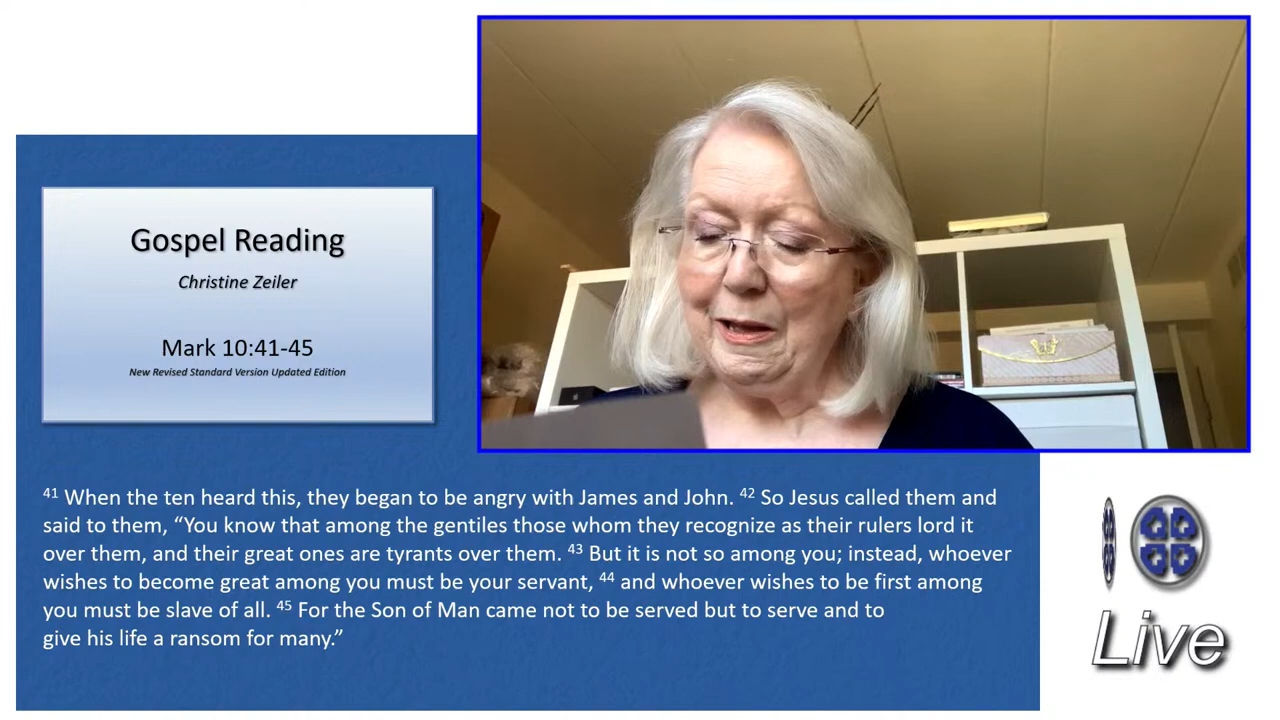 Gospel Reading
Christine Zeiler
Mark 10:41-45
New Revised Standard Version Updated Edition
41 When the ten heard this, they began to be angry with James and John. 42 So Jesus called them and
said to them, “You know that among the gentiles those whom they recognize as their rulers lord it
over them, and their great ones are tyrants over them. 43 But it is not so among you; instead, whoever
wishes to become great among you must be your servant, 44 and whoever wishes to be first among
you must be slave of all. 45 For the Son of Man came not to be served but to serve and to
give his life a ransom for many.”
Live